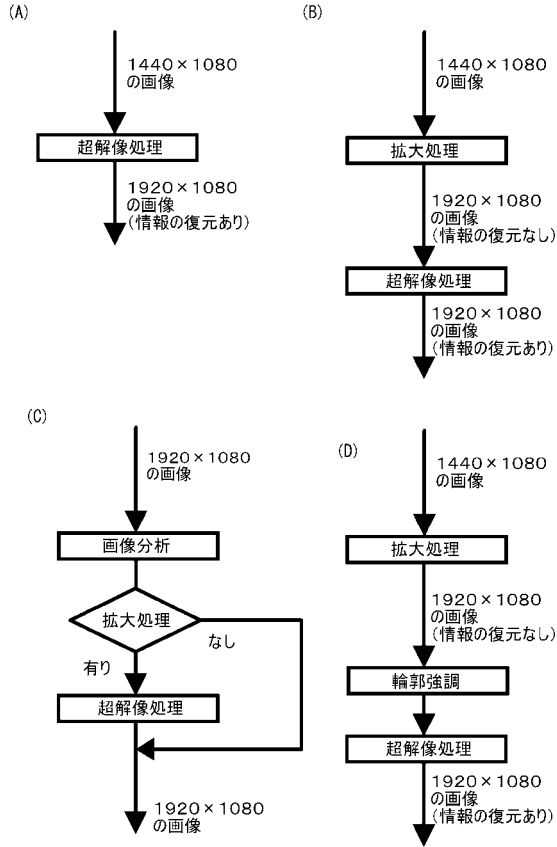 (A)
1440×1080
の画像
超解像処理
1920×1080
の画像
(情報の復元あり)
(B)
1440×1080
の画像
拡大処理
1920×1080
の画像
(情報の復元なし)
超解像処理
1920×1080
の画像
(情報の復元あり)
(C)
1920×1080
の画像
画像分析
拡大処理
なし
有り
超解像処理
1920×1080
の画像
(D)
1440×1080
の画像
拡大処理
1920×1080
の画像
(情報の復元なし)
輪郭強調
超解像処理
1920×1080
の画像
(情報の復元あり)